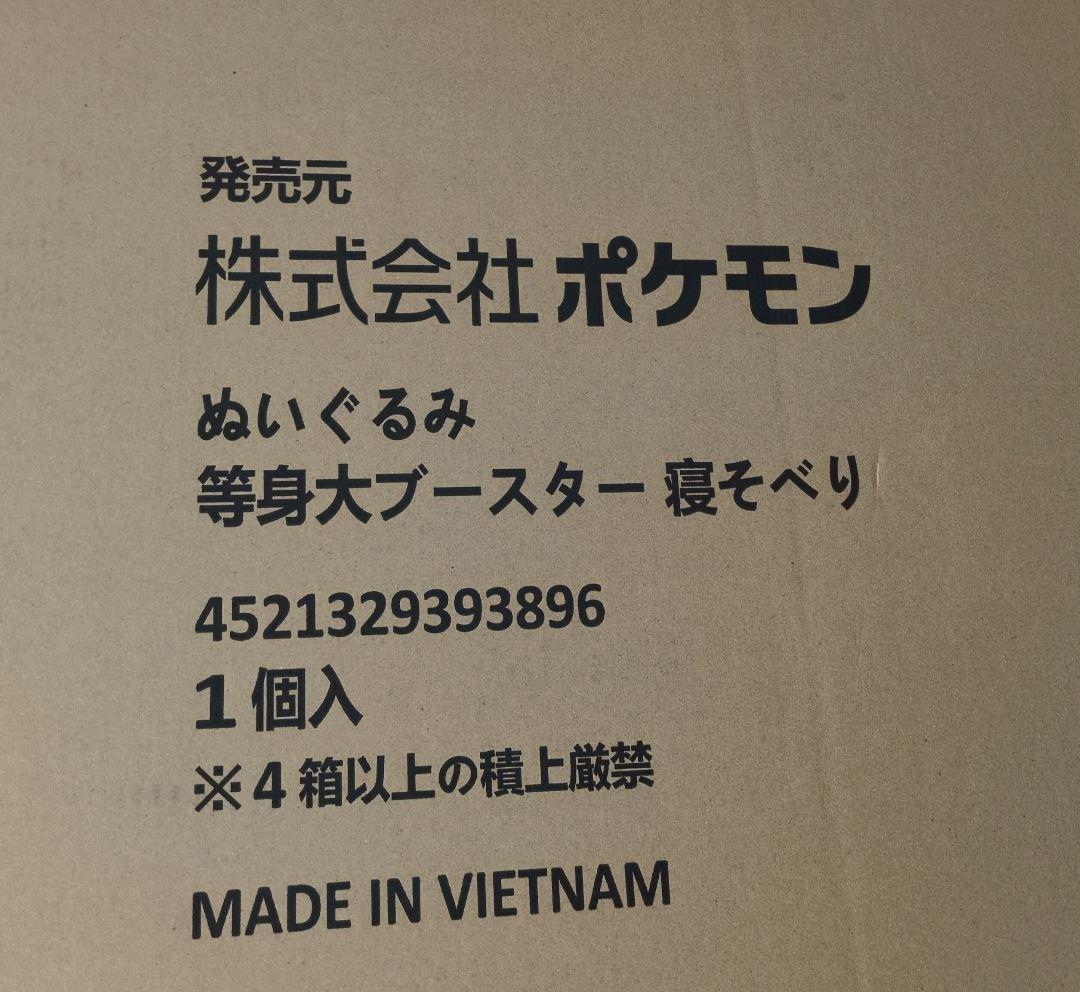 発売元
株式会社ポケモン
ぬいぐるみ
等身大ブースター 寝そべり
4521329393896
1個入
※4箱以上の積上厳禁
MADE IN VIETNAM